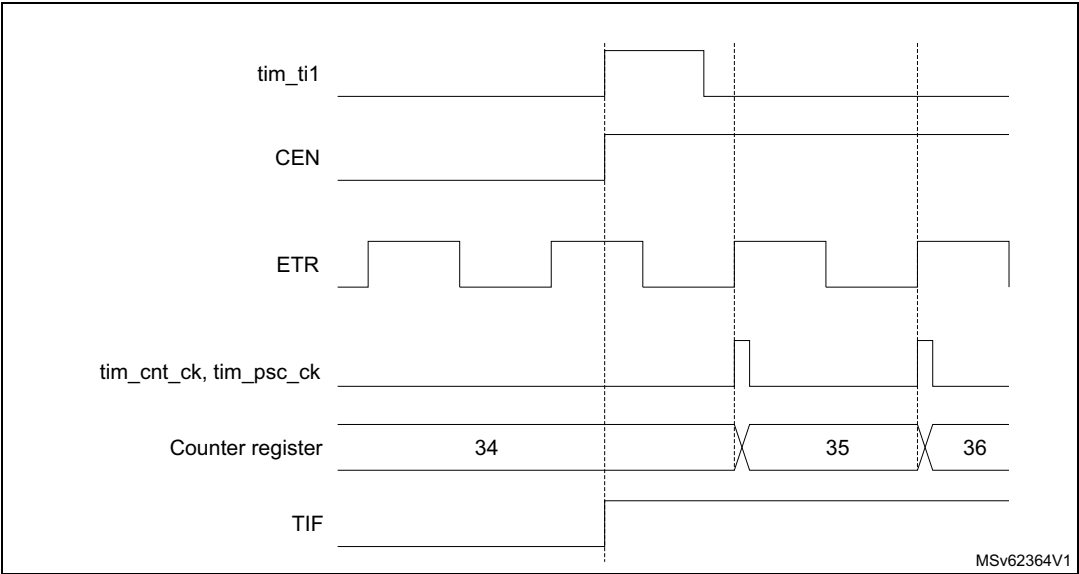 tim_ti1
CEN
ETR
tim_cnt_ck, tim_psc_ck
Counter register
34
35
36
TIF
MSv62364V1